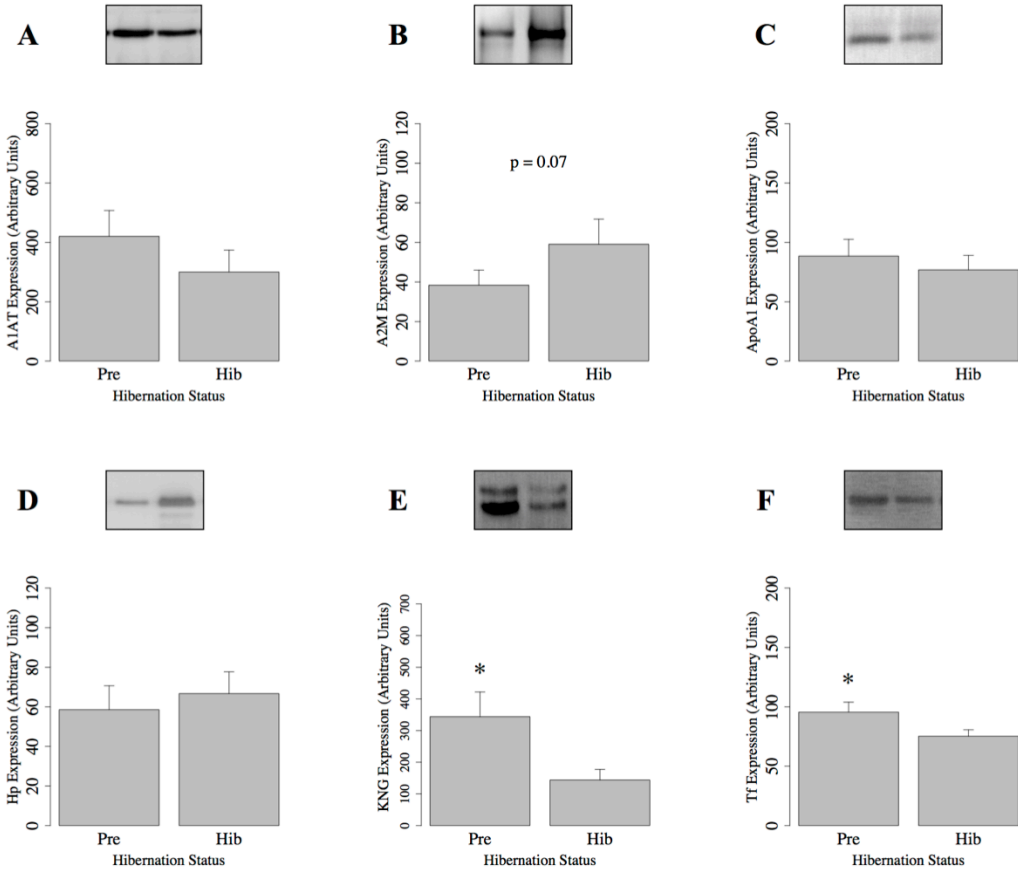 A
B
C
A1AT Expression (Arbitrary Units)
0
200
400
600
800
Pre
Hib
Hibernation Status
A2M Expression (Arbitrary Units)
0
20
40
60
80
100
120
p = 0.07
Pre
Hib
Hibernation Status
ApoA1 Expression (Arbitrary Units)
0
50
100
150
200
Pre
Hib
Hibernation Status
D
E
F
Hp Expression (Arbitrary Units)
0
20
40
60
80
100
120
Pre
Hib
Hibernation Status
KNG Expression (Arbitrary Units)
0
100
200
300
400
500
600
700
*
Pre
Hib
Hibernation Status
Tf Expression (Arbitrary Units)
0
50
100
150
200
*
Pre
Hib
Hibernation Status